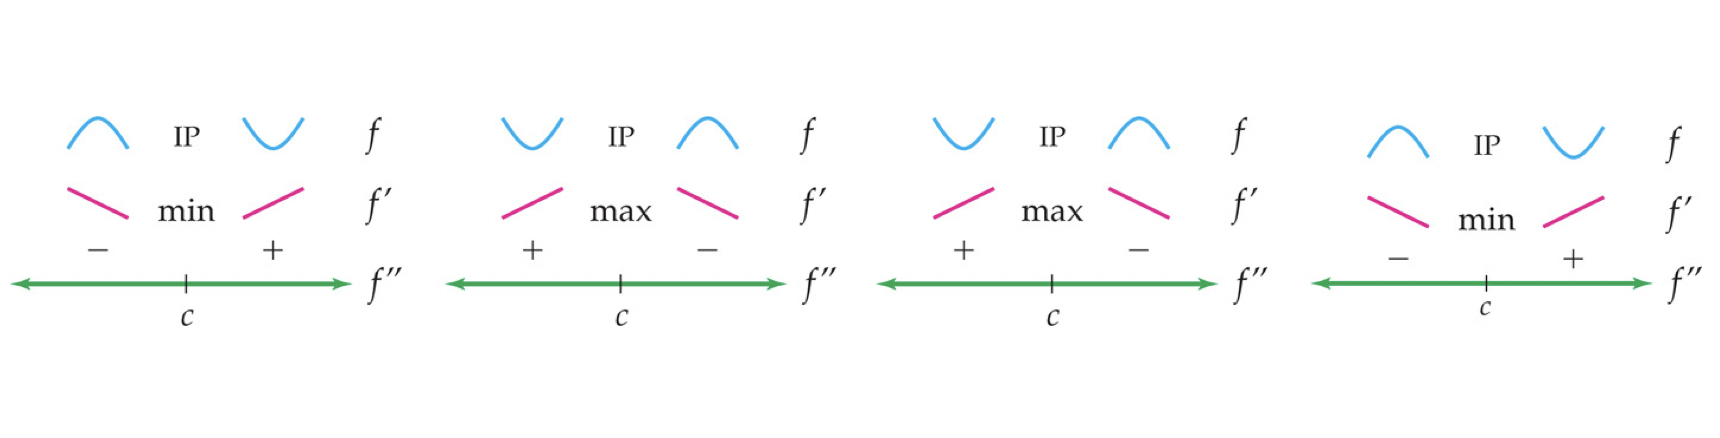 IP f
min f′
− + f″
c
IP f
max f′
+ − f″
c
IP f
max f′
+ − f″
c
IP f
min f′
− + f″
c